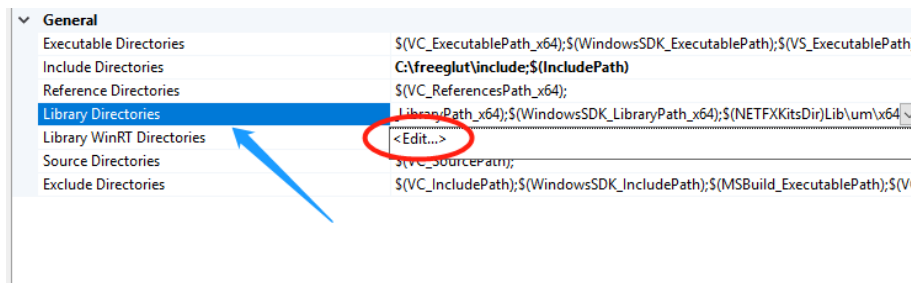 General
Executable Directories $(VC_ExecutablePath_x64);$(WindowsSDK_ExecutablePath);$(VS_ExecutablePath
Include Directories C:\freeglut\include;$(IncludePath)
Reference Directories $(VC_ReferencesPath_x64);
Library Directories LibraryPath_x64);$(WindowsSDK_LibraryPath_x64);$(NETFXKitsDir)Lib\um\x64
Library WinRT Directories <Edit...>
Source Directories $(VC_SourcePath);
Exclude Directories $(VC_IncludePath);$(WindowsSDK_IncludePath);$(MSBuild_ExecutablePath);$(V